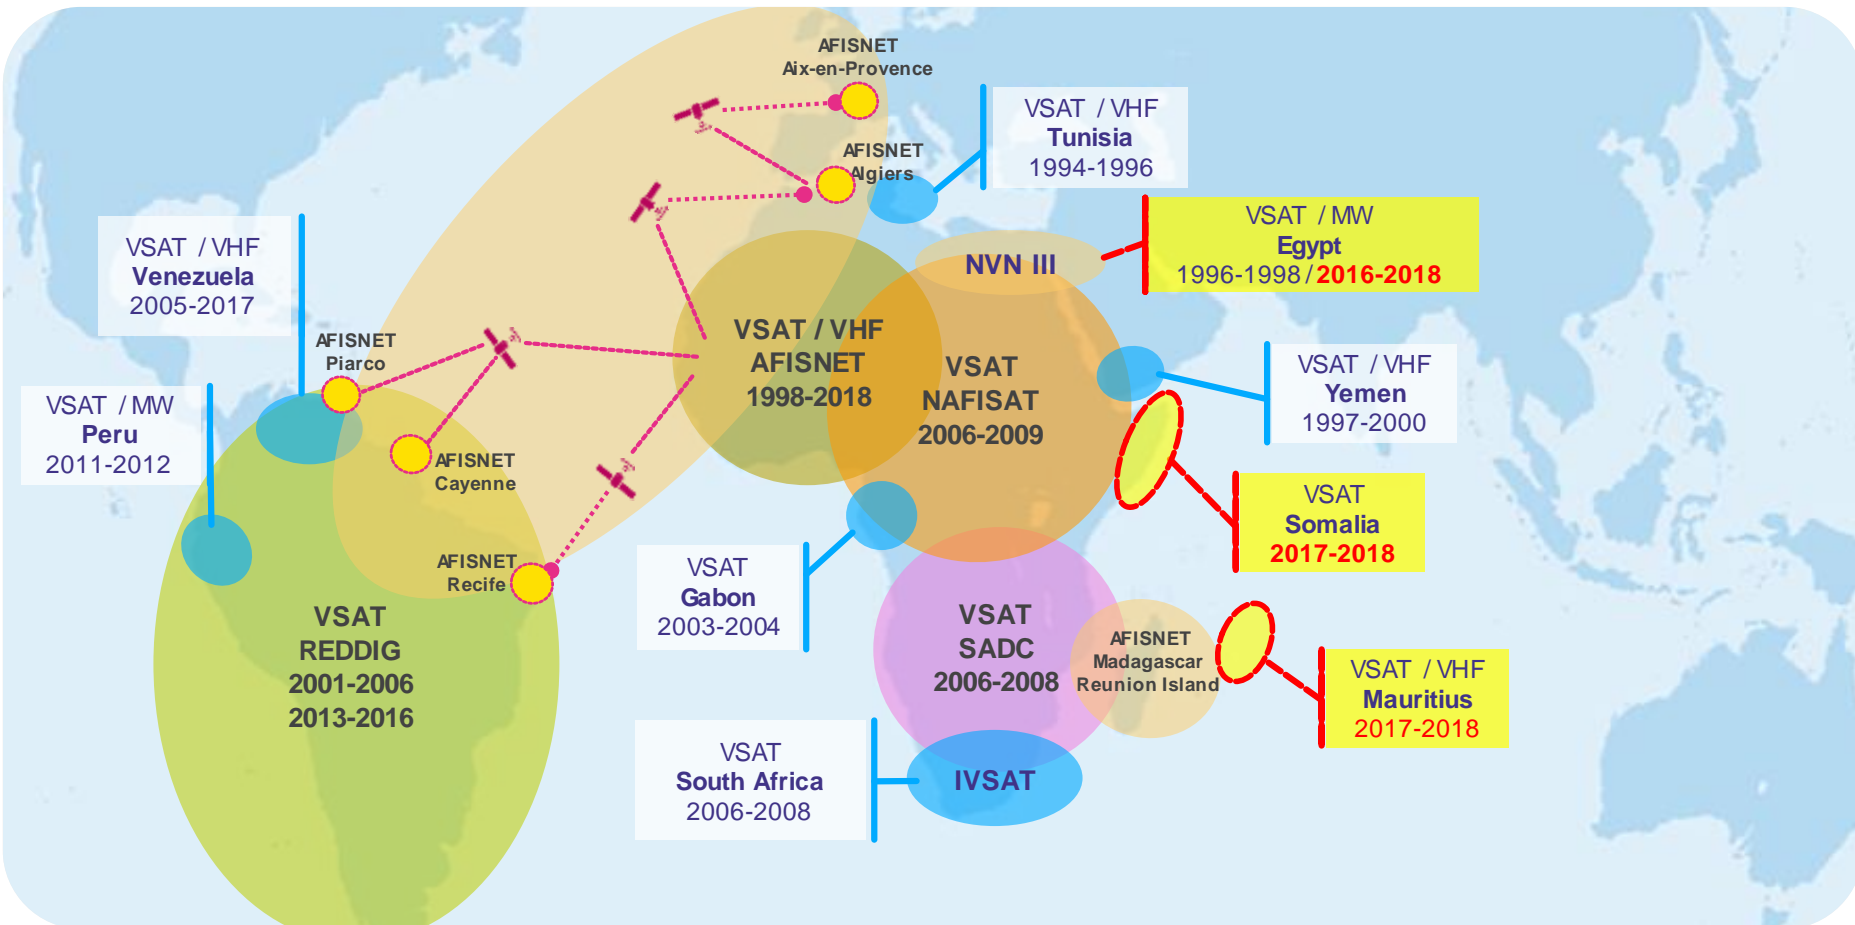 AFISNET
Aix-en-Provence
AFISNET
Algiers
VSAT / VHF
Tunisia
1994-1996
VSAT / MW
Egypt
1996-1998 / 2016-2018
NVN III
VSAT / VHF
Venezuela
2005-2017
AFISNET
Piarco
VSAT / MW
Peru
2011-2012
AFISNET
Cayenne
AFISNET
Recife
VSAT / VHF
AFISNET
1998-2018
VSAT
NAFISAT
2006-2009
VSAT / VHF
Yemen
1997-2000
VSAT
Somalia
2017-2018
VSAT
Gabon
2003-2004
VSAT
REDDIG
2001-2006
2013-2016
VSAT
SADC
2006-2008
AFISNET
Madagascar
Reunion Island
VSAT / VHF
Mauritius
2017-2018
VSAT
South Africa
2006-2008
IVSAT